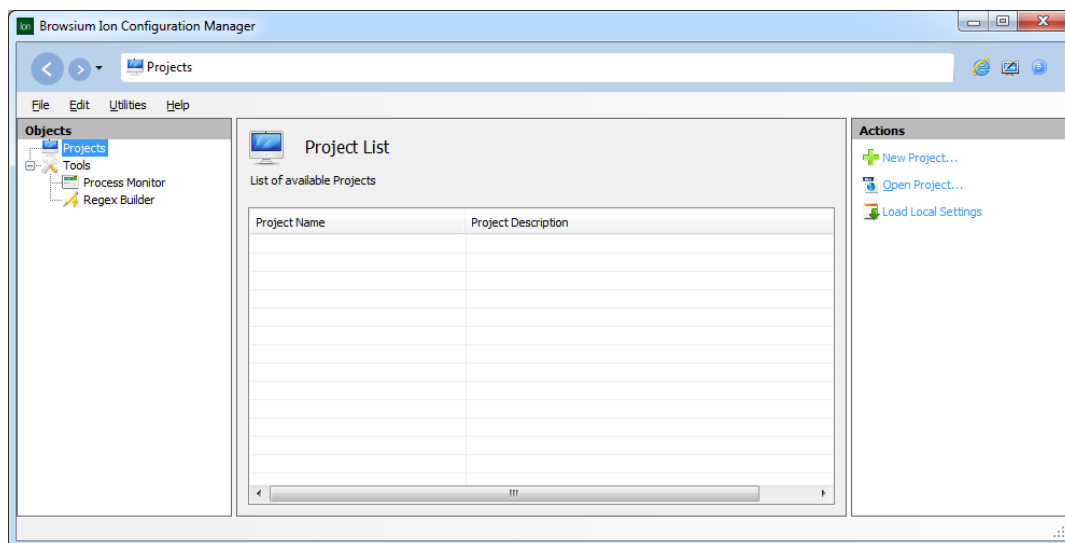 Ion Browsium Ion Configuration Manager
Projects
File Edit Utilities Help
Objects
Projects
Tools
Process Monitor
Regex Builder
Project List
List of available Projects
Project Name Project Description
Actions
New Project...
Open Project...
Load Local Settings